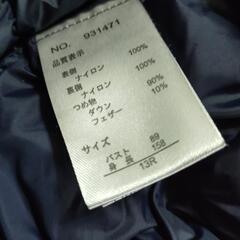 NO. 931471
品質表示
表側
ナイロン 100%
裏側
ナイロン 100%
つめ物
ダウン 90%
フェザー 10%
サイズ
バスト 89
身長 158
13R